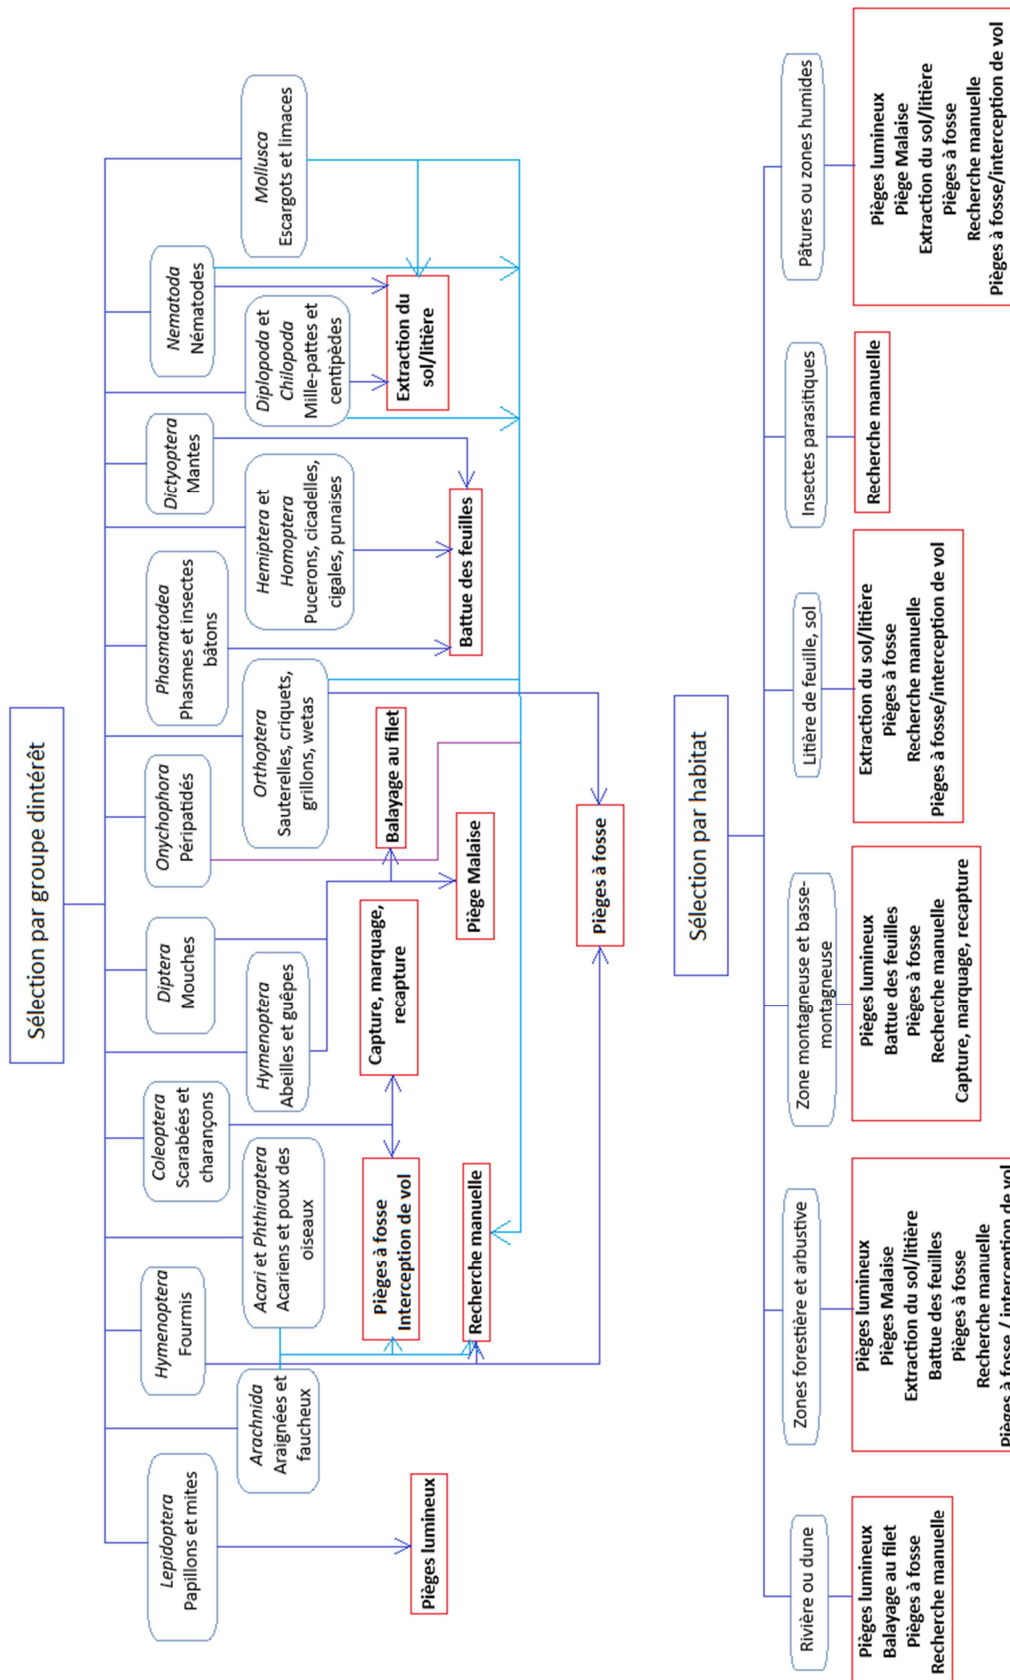 Sélection par groupe dintérêt
Lepidoptera
Papillons et mites
Arachnida
Araignées et
faucheux
Hymenoptera
Fourmis
Acari et Phthiraptera
Acariens et poux des
oiseaux
Coleoptera
Scarabées et
charançons
Hymenoptera
Abeilles et guêpes
Diptera
Mouches
Onychophora
Péripatidés
Orthoptera
Sauterelles, criquets,
grillons, wetas
Phasmatodea
Phasmes et insectes
bâtons
Hemiptera et
Homoptera
Pucerons, cicadelles,
cigales, punaises
Dictyoptera
Mantes
Diplopoda et
Chilopoda
Mille-pattes et
centipèdes
Nematoda
Nématodes
Mollusca
Escargots et limaces
Pièges lumineux
Pièges à fosse
Interception de vol
Recherche manuelle
Capture, marquage,
recapture
Balayage au filet
Piège Malaise
Pièges à fosse
Battue des feuilles
Extraction du
sol/litière
Sélection par habitat
Rivière ou dune
Pièges lumineux
Balayage au filet
Pièges à fosse
Recherche manuelle
Zones forestière et arbustive
Pièges lumineux
Pièges Malaise
Extraction du sol/litière
Battue des feuilles
Pièges à fosse
Recherche manuelle
Pièges à fosse / interception de vol
Zone montagneuse et basse-
montagneuse
Pièges lumineux
Battue des feuilles
Pièges à fosse
Recherche manuelle
Capture, marquage, recapture
Litière de feuille, sol
Extraction du sol/litière
Pièges à fosse
Recherche manuelle
Pièges à fosse/interception de vol
Insectes parasitiques
Recherche manuelle
Pâtures ou zones humides
Pièges lumineux
Piège Malaise
Extraction du sol/litière
Pièges à fosse
Recherche manuelle
Pièges à fosse/interception de vol